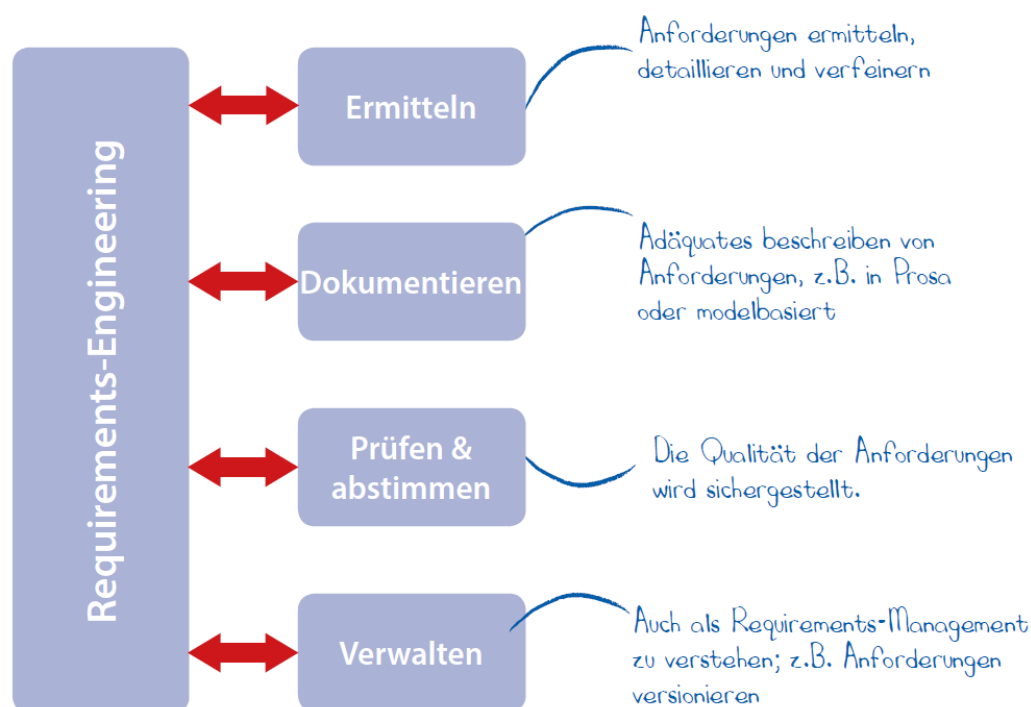 Requirements-Engineering
Ermitteln
Anforderungen ermitteln,
detaillieren und verfeinern
Dokumentieren
Adäquates beschreiben von
Anforderungen, z.B. in Prosa
oder modelbasiert
Prüfen &
abstimmen
Die Qualität der Anforderungen
wird sichergestellt.
Verwalten
Auch als Requirements-Management
zu verstehen; z.B. Anforderungen
versionieren